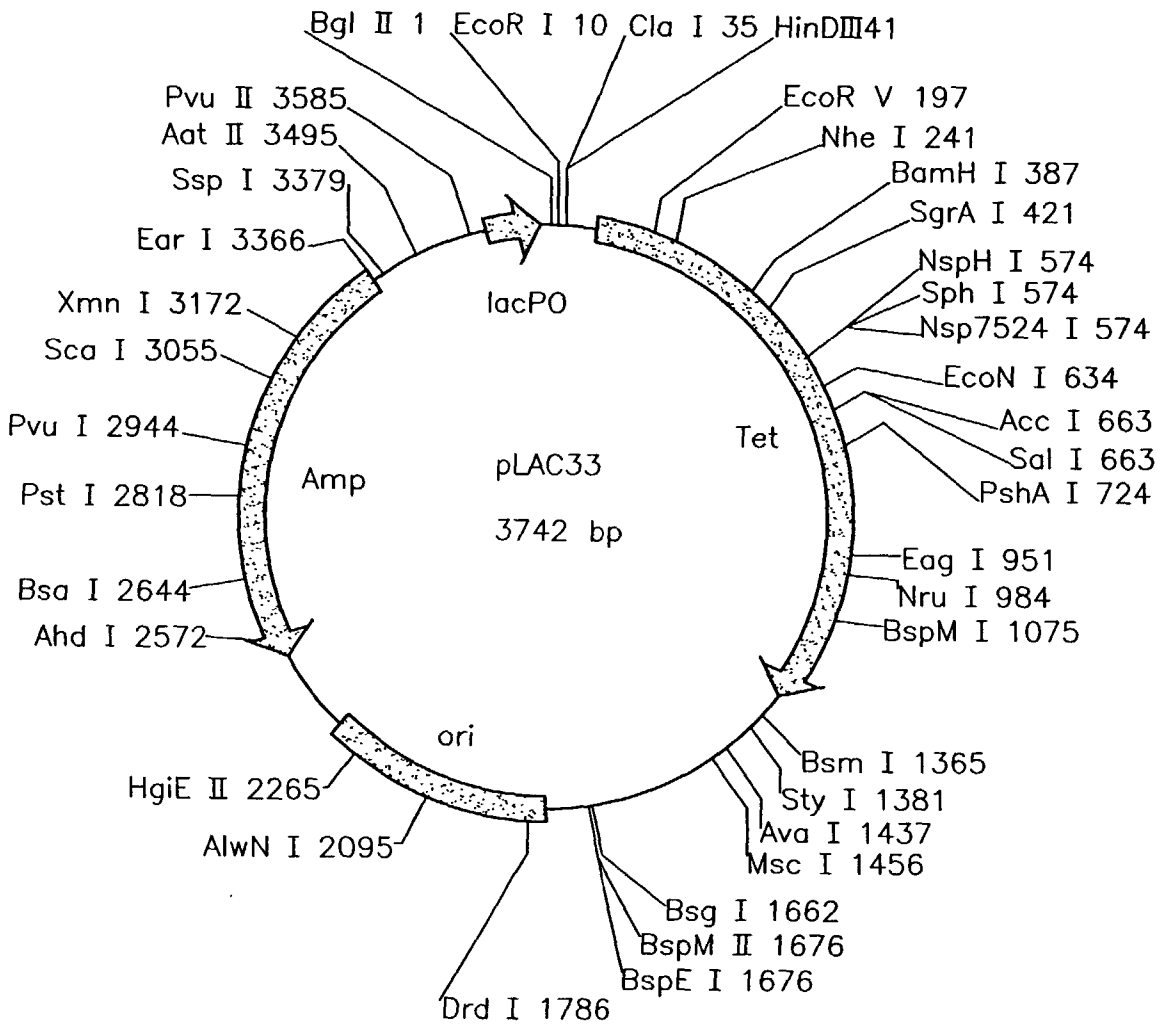 Bgl II 1
EcoR I 10
Cla I 35
HinDIII41
Pvu II 3585
EcoR V 197
Aat II 3495
Nhe I 241
Ssp I 3379
BamH I 387
SgrA I 421
Ear I 3366
NspH I 574
Sph I 574
Nsp7524 I 574
lacPO
Xmn I 3172
Sca I 3055
EcoN I 634
Acc I 663
Sal I 663
PshA I 724
Pvu I 2944
Tet
pLAC33
Amp
Pst I 2818
3742 bp
Eag I 951
Nru I 984
BspM I 1075
Bsa I 2644
Ahd I 2572
ori
Bsm I 1365
Sty I 1381
Ava I 1437
Msc I 1456
HgiE II 2265
AlwN I 2095
Bsg I 1662
BspM II 1676
BspE I 1676
Drd I 1786